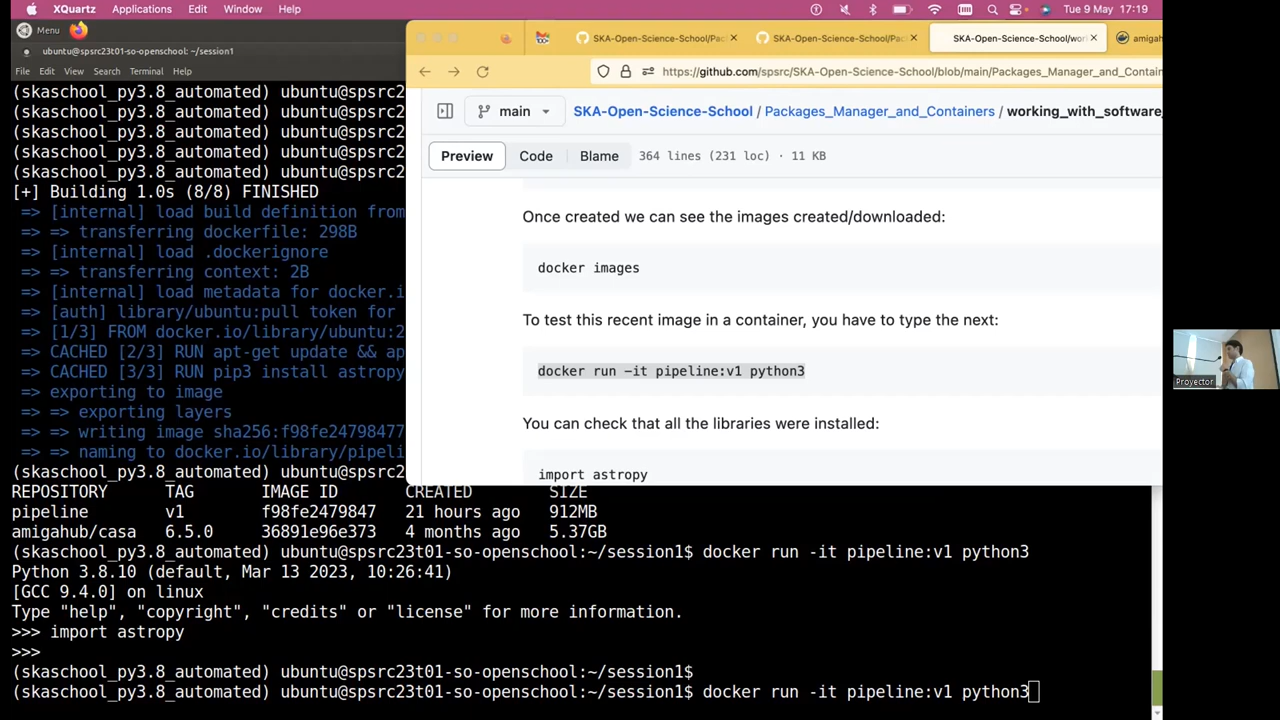 XQuartz Applications Edit Window Help Tue 9 May 17:19
Menu
ubuntu@spsrc23t01-so-openschool: ~/session1
File Edit View Search Terminal Help
SKA-Open-Science-School/Pac
SKA-Open-Science-School/Pac
SKA-Open-Science-School/wor
amigah
https://github.com/spsrc/SKA-Open-Science-School/blob/main/Packages_Manager_and_Contain
main
SKA-Open-Science-School / Packages_Manager_and_Containers / working_with_software_
Preview Code Blame 364 lines (231 loc) · 11 KB
Once created we can see the images created/downloaded:
docker images
To test this recent image in a container, you have to type the next:
docker run -it pipeline:v1 python3
You can check that all the libraries were installed:
import astropy
(skaschool_py3.8_automated) ubuntu@spsrc2
(skaschool_py3.8_automated) ubuntu@spsrc2
(skaschool_py3.8_automated) ubuntu@spsrc2
(skaschool_py3.8_automated) ubuntu@spsrc2
(skaschool_py3.8_automated) ubuntu@spsrc2
[+] Building 1.0s (8/8) FINISHED
=> [internal] load build definition from
=> => transferring dockerfile: 298B
=> [internal] load .dockerignore
=> => transferring context: 2B
=> [internal] load metadata for docker.i
=> [auth] library/ubuntu:pull token for
=> [1/3] FROM docker.io/library/ubuntu:2
=> CACHED [2/3] RUN apt-get update && ap
=> CACHED [3/3] RUN pip3 install astropy
=> exporting to image
=> => exporting layers
=> => writing image sha256:f98fe24798477
=> => naming to docker.io/library/pipeli
(skaschool_py3.8_automated) ubuntu@spsrc2
REPOSITORY TAG IMAGE ID CREATED SIZE
pipeline v1 f98fe2479847 21 hours ago 912MB
amigahub/casa 6.5.0 36891e96e373 4 months ago 5.37GB
(skaschool_py3.8_automated) ubuntu@spsrc23t01-so-openschool:~/session1$ docker run -it pipeline:v1 python3
Python 3.8.10 (default, Mar 13 2023, 10:26:41)
[GCC 9.4.0] on linux
Type "help", "copyright", "credits" or "license" for more information.
>>> import astropy
>>>
(skaschool_py3.8_automated) ubuntu@spsrc23t01-so-openschool:~/session1$
(skaschool_py3.8_automated) ubuntu@spsrc23t01-so-openschool:~/session1$ docker run -it pipeline:v1 python3
Proyector